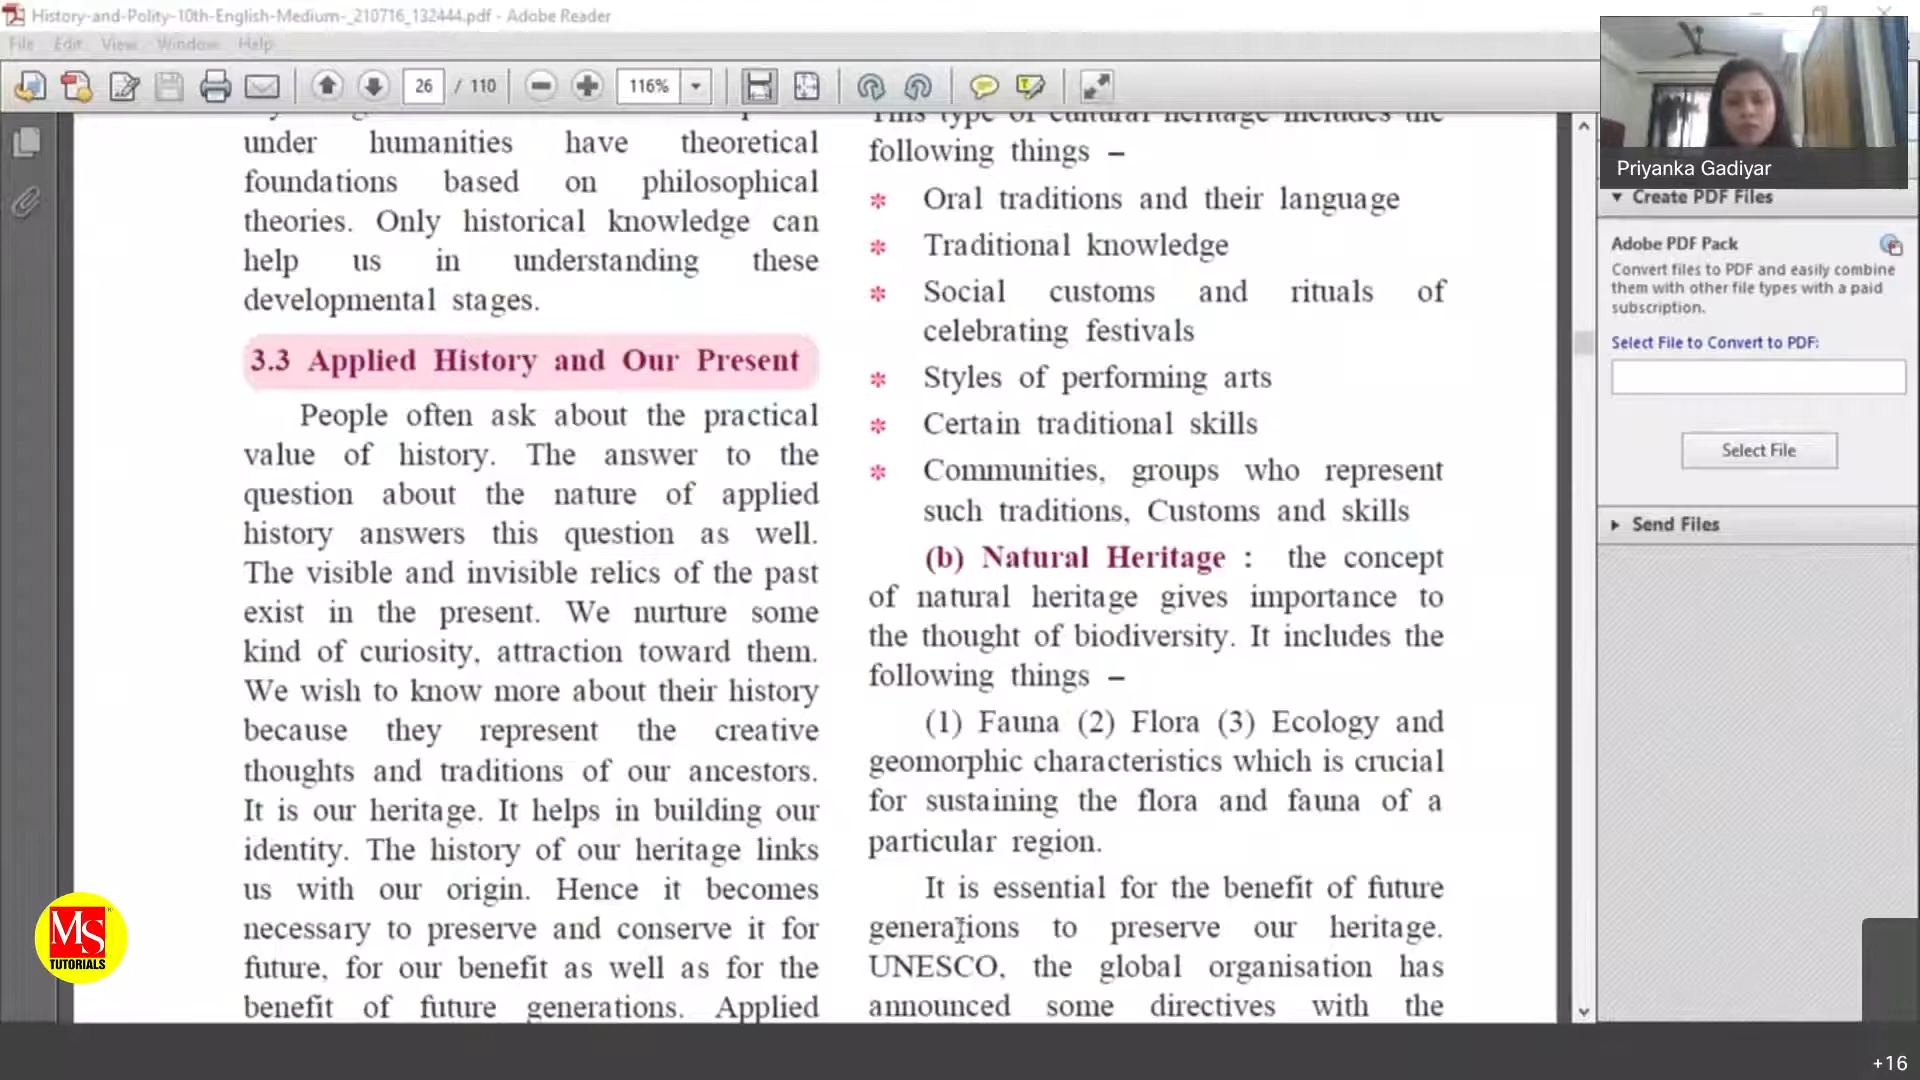 History-and-Polity-10th-English-Medium-_210716_132444.pdf - Adobe Reader
File Edit View Window Help
26 / 110
116%
under humanities have theoretical
foundations based on philosophical
theories. Only historical knowledge can
help us in understanding these
developmental stages.
3.3 Applied History and Our Present
People often ask about the practical
value of history. The answer to the
question about the nature of applied
history answers this question as well.
The visible and invisible relics of the past
exist in the present. We nurture some
kind of curiosity, attraction toward them.
We wish to know more about their history
because they represent the creative
thoughts and traditions of our ancestors.
It is our heritage. It helps in building our
identity. The history of our heritage links
us with our origin. Hence it becomes
necessary to preserve and conserve it for
future, for our benefit as well as for the
benefit of future generations. Applied
This type of cultural heritage includes the
following things –
* Oral traditions and their language
* Traditional knowledge
* Social customs and rituals of
celebrating festivals
* Styles of performing arts
* Certain traditional skills
* Communities, groups who represent
such traditions, Customs and skills
(b) Natural Heritage : the concept
of natural heritage gives importance to
the thought of biodiversity. It includes the
following things –
(1) Fauna (2) Flora (3) Ecology and
geomorphic characteristics which is crucial
for sustaining the flora and fauna of a
particular region.
It is essential for the benefit of future
generations to preserve our heritage.
UNESCO, the global organisation has
announced some directives with the
Priyanka Gadiyar
Create PDF Files
Adobe PDF Pack
Convert files to PDF and easily combine
them with other file types with a paid
subscription.
Select File to Convert to PDF:
Select File
Send Files
MS
TUTORIALS
+16